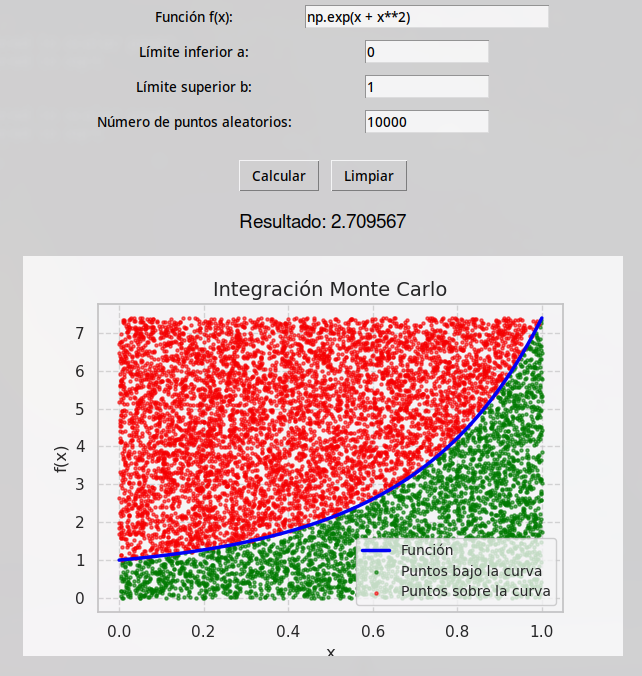 Función f(x): np.exp(x + x**2)
Límite inferior a: 0
Límite superior b: 1
Número de puntos aleatorios: 10000
Calcular Limpiar
Resultado: 2.709567
Integración Monte Carlo
7
6
5
4
3
2
1
0
f(x)
Función
Puntos bajo la curva
Puntos sobre la curva
0.0 0.2 0.4 0.6 0.8 1.0
x